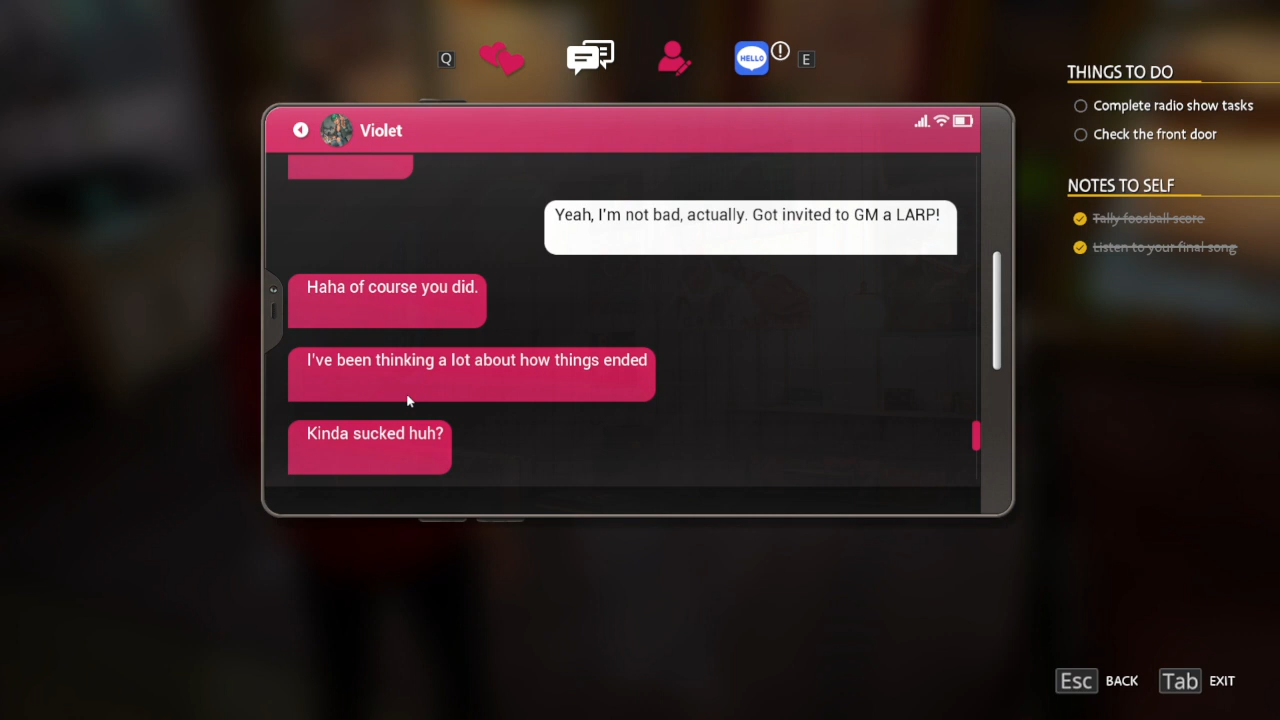 Q
HELLO
!
E
Violet
Yeah, I'm not bad, actually. Got invited to GM a LARP!
Haha of course you did.
I've been thinking a lot about how things ended
Kinda sucked huh?
THINGS TO DO
Complete radio show tasks
Check the front door
NOTES TO SELF
Tally foosball score
Listen to your final song
Esc BACK Tab EXIT